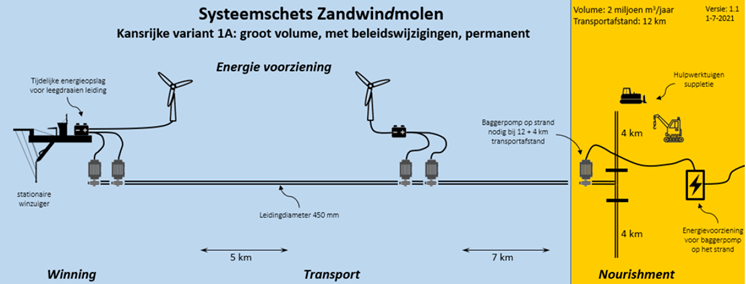 Systeemschets Zandwindmolen
Kansrijke variant 1A: groot volume, met beleidswijzigingen, permanent
Volume: 2 miljoen m³/jaar
Transportafstand: 12 km
Versie: 1.1
1-7-2021
Energie voorziening
Tijdelijke energieopslag
voor leegdraaien leiding
Hulpwerktuigen
suppletie
Baggerpomp op strand
nodig bij 12 + 4 km
transportafstand
4 km
stationaire
winzuiger
Leidingdiameter 450 mm
4 km
Energievoorziening
voor baggerpomp
op het strand
5 km
7 km
Winning
Transport
Nourishment